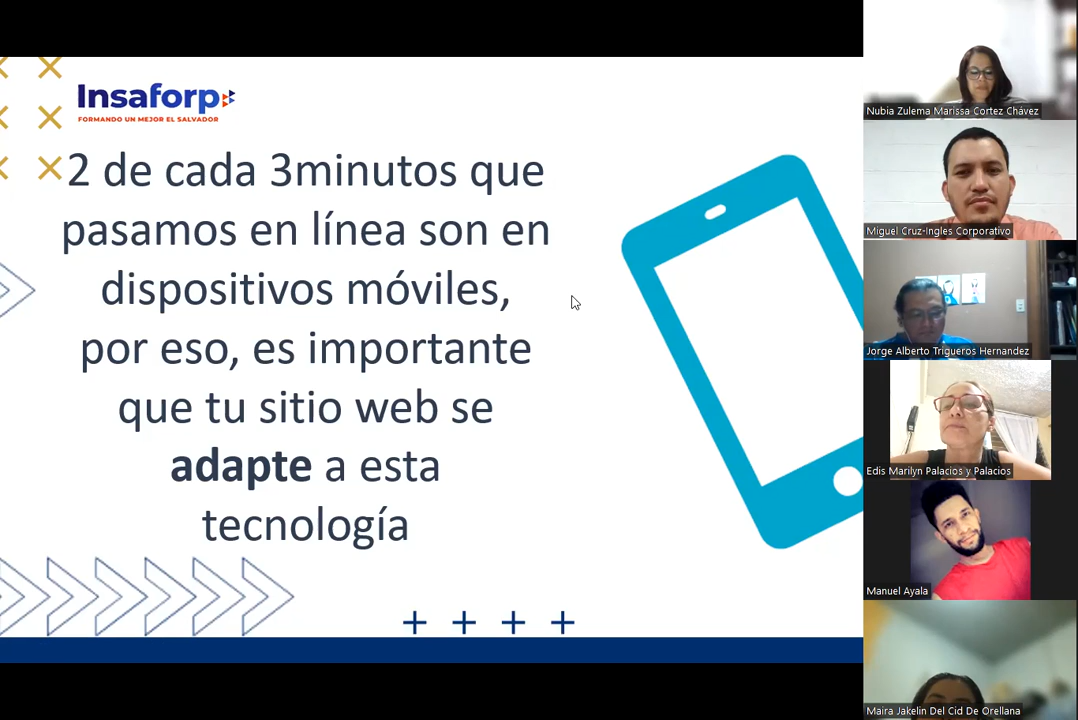 Insaforp
FORMANDO UN MEJOR EL SALVADOR
2 de cada 3minutos que
pasamos en línea son en
dispositivos móviles,
por eso, es importante
que tu sitio web se
adapte a esta
tecnología
Nubia Zulema Marissa Cortez Chávez
Miguel Cruz-Ingles Corporativo
Jorge Alberto Trigueros Hernandez
Edis Marilyn Palacios y Palacios
Manuel Ayala
Maira Jakelin Del Cid De Orellana